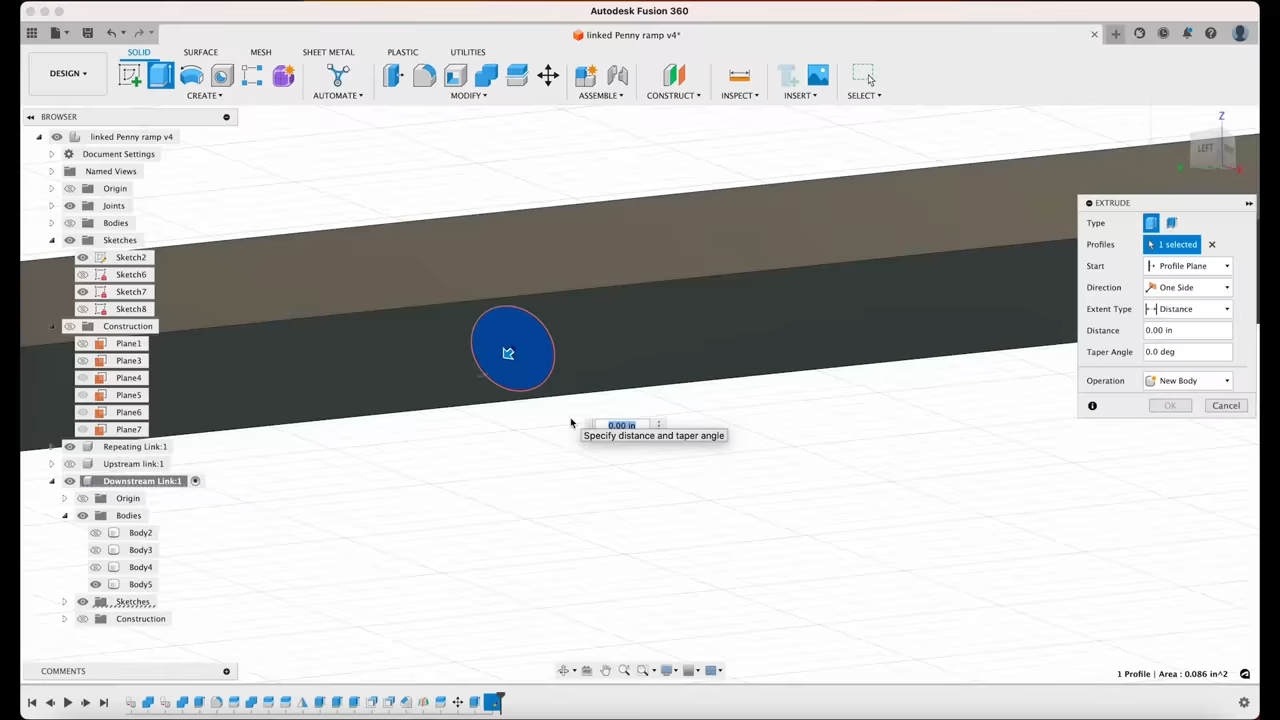 Autodesk Fusion 360
linked Penny ramp v4*
SOLID SURFACE MESH SHEET METAL PLASTIC UTILITIES
DESIGN
CREATE AUTOMATE MODIFY ASSEMBLE CONSTRUCT INSPECT INSERT SELECT
BROWSER
linked Penny ramp v4
Document Settings
Named Views
Origin
Joints
Bodies
Sketches
Sketch2
Sketch6
Sketch7
Sketch8
Construction
Plane1
Plane3
Plane4
Plane5
Plane6
Plane7
Repeating Link:1
Upstream link:1
Downstream Link:1
Origin
Bodies
Body2
Body3
Body4
Body5
Sketches
Construction
Z
LEFT
EXTRUDE
Type
Profiles 1 selected
Start Profile Plane
Direction One Side
Extent Type Distance
Distance 0.00 in
Taper Angle 0.0 deg
Operation New Body
OK Cancel
0.00 in
Specify distance and taper angle
COMMENTS
1 Profile | Area : 0.086 in^2